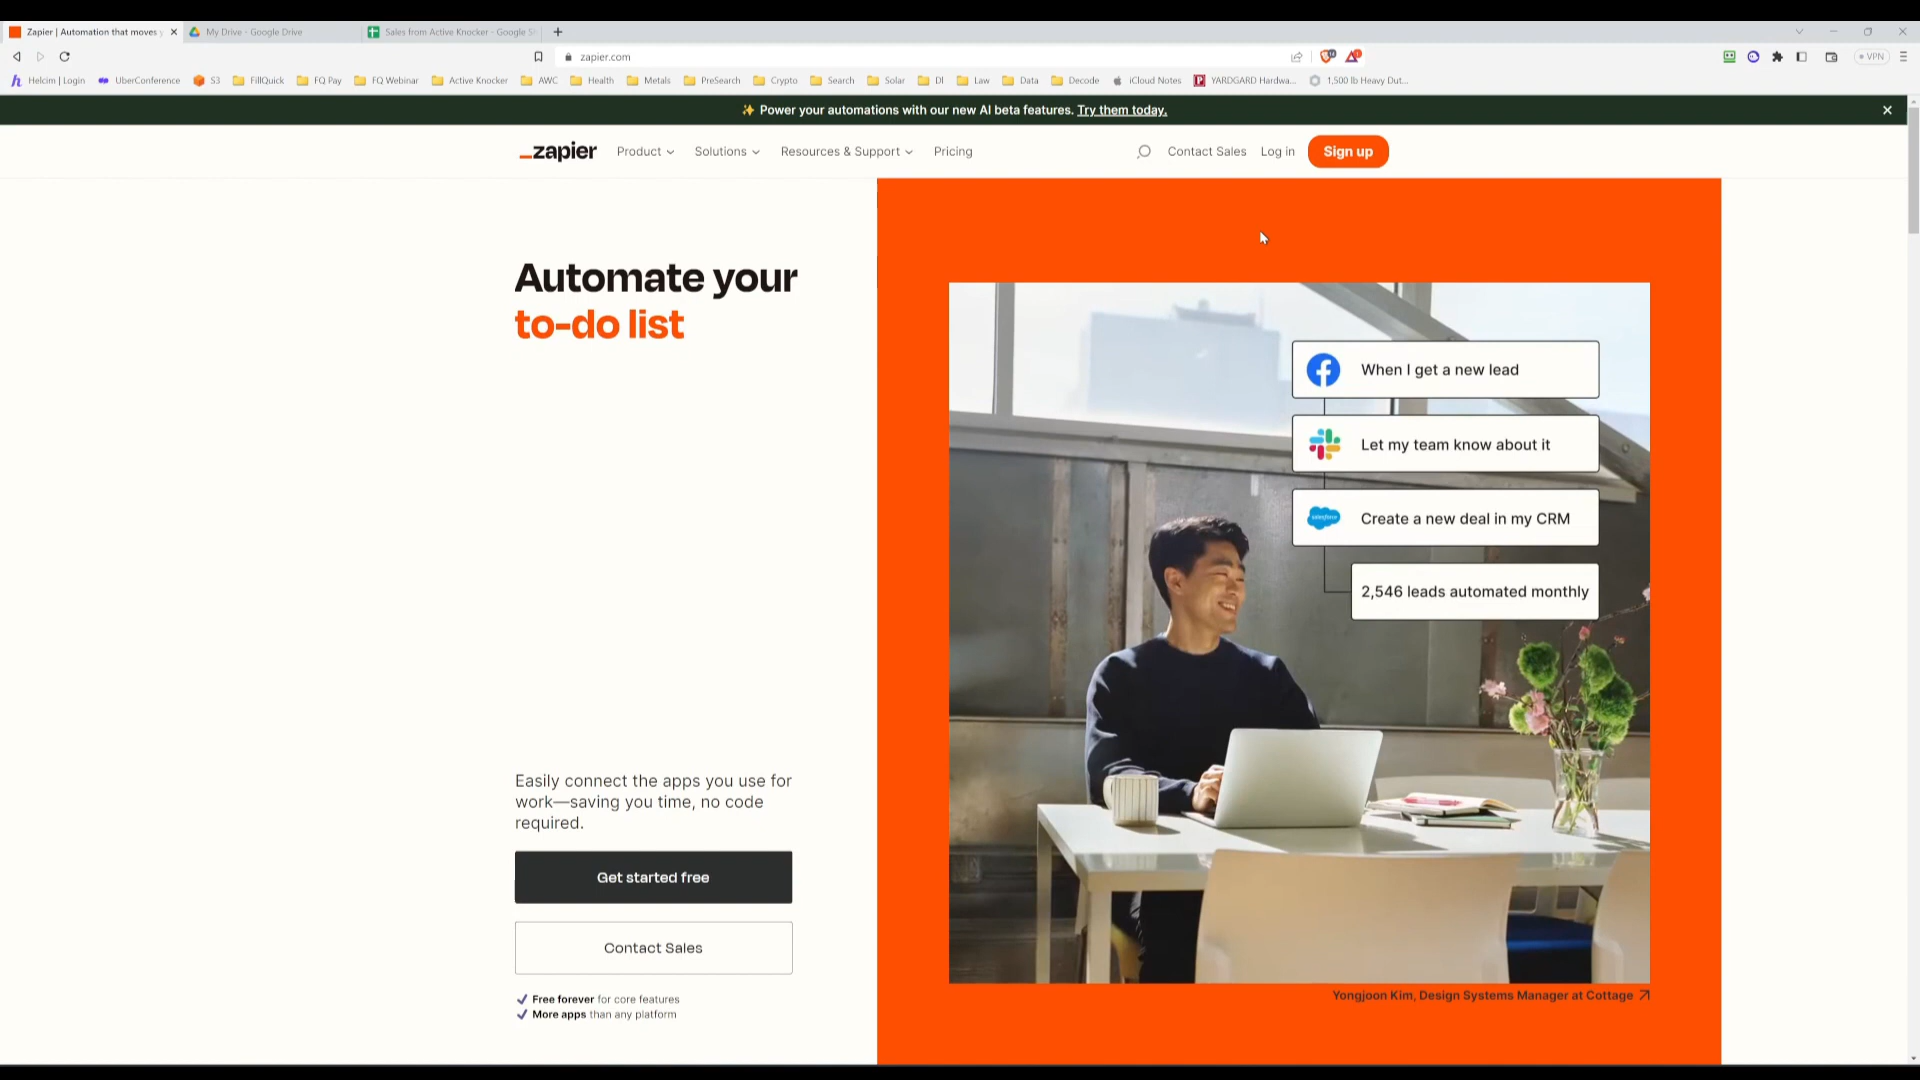 Zapier | Automation that moves
My Drive - Google Drive
Sales from Active Knocker - Google S
zapier.com
VPN
Helcim | Login
UberConference
S3
FillQuick
FQ Pay
FQ Webinar
Active Knocker
AWC
Health
Metals
PreSearch
Crypto
Search
Solar
DI
Law
Data
Decode
iCloud Notes
YARDGARD Hardwa...
1,500 lb Heavy Dut...
✨ Power your automations with our new AI beta features. Try them today.
_zapier
Product
Solutions
Resources & Support
Pricing
Contact Sales
Log in
Sign up
Automate your
to-do list
When I get a new lead
Let my team know about it
salesforce
Create a new deal in my CRM
2,546 leads automated monthly
Easily connect the apps you use for
work—saving you time, no code
required.
Get started free
Contact Sales
Free forever for core features
More apps than any platform
Yongjoon Kim, Design Systems Manager at Cottage